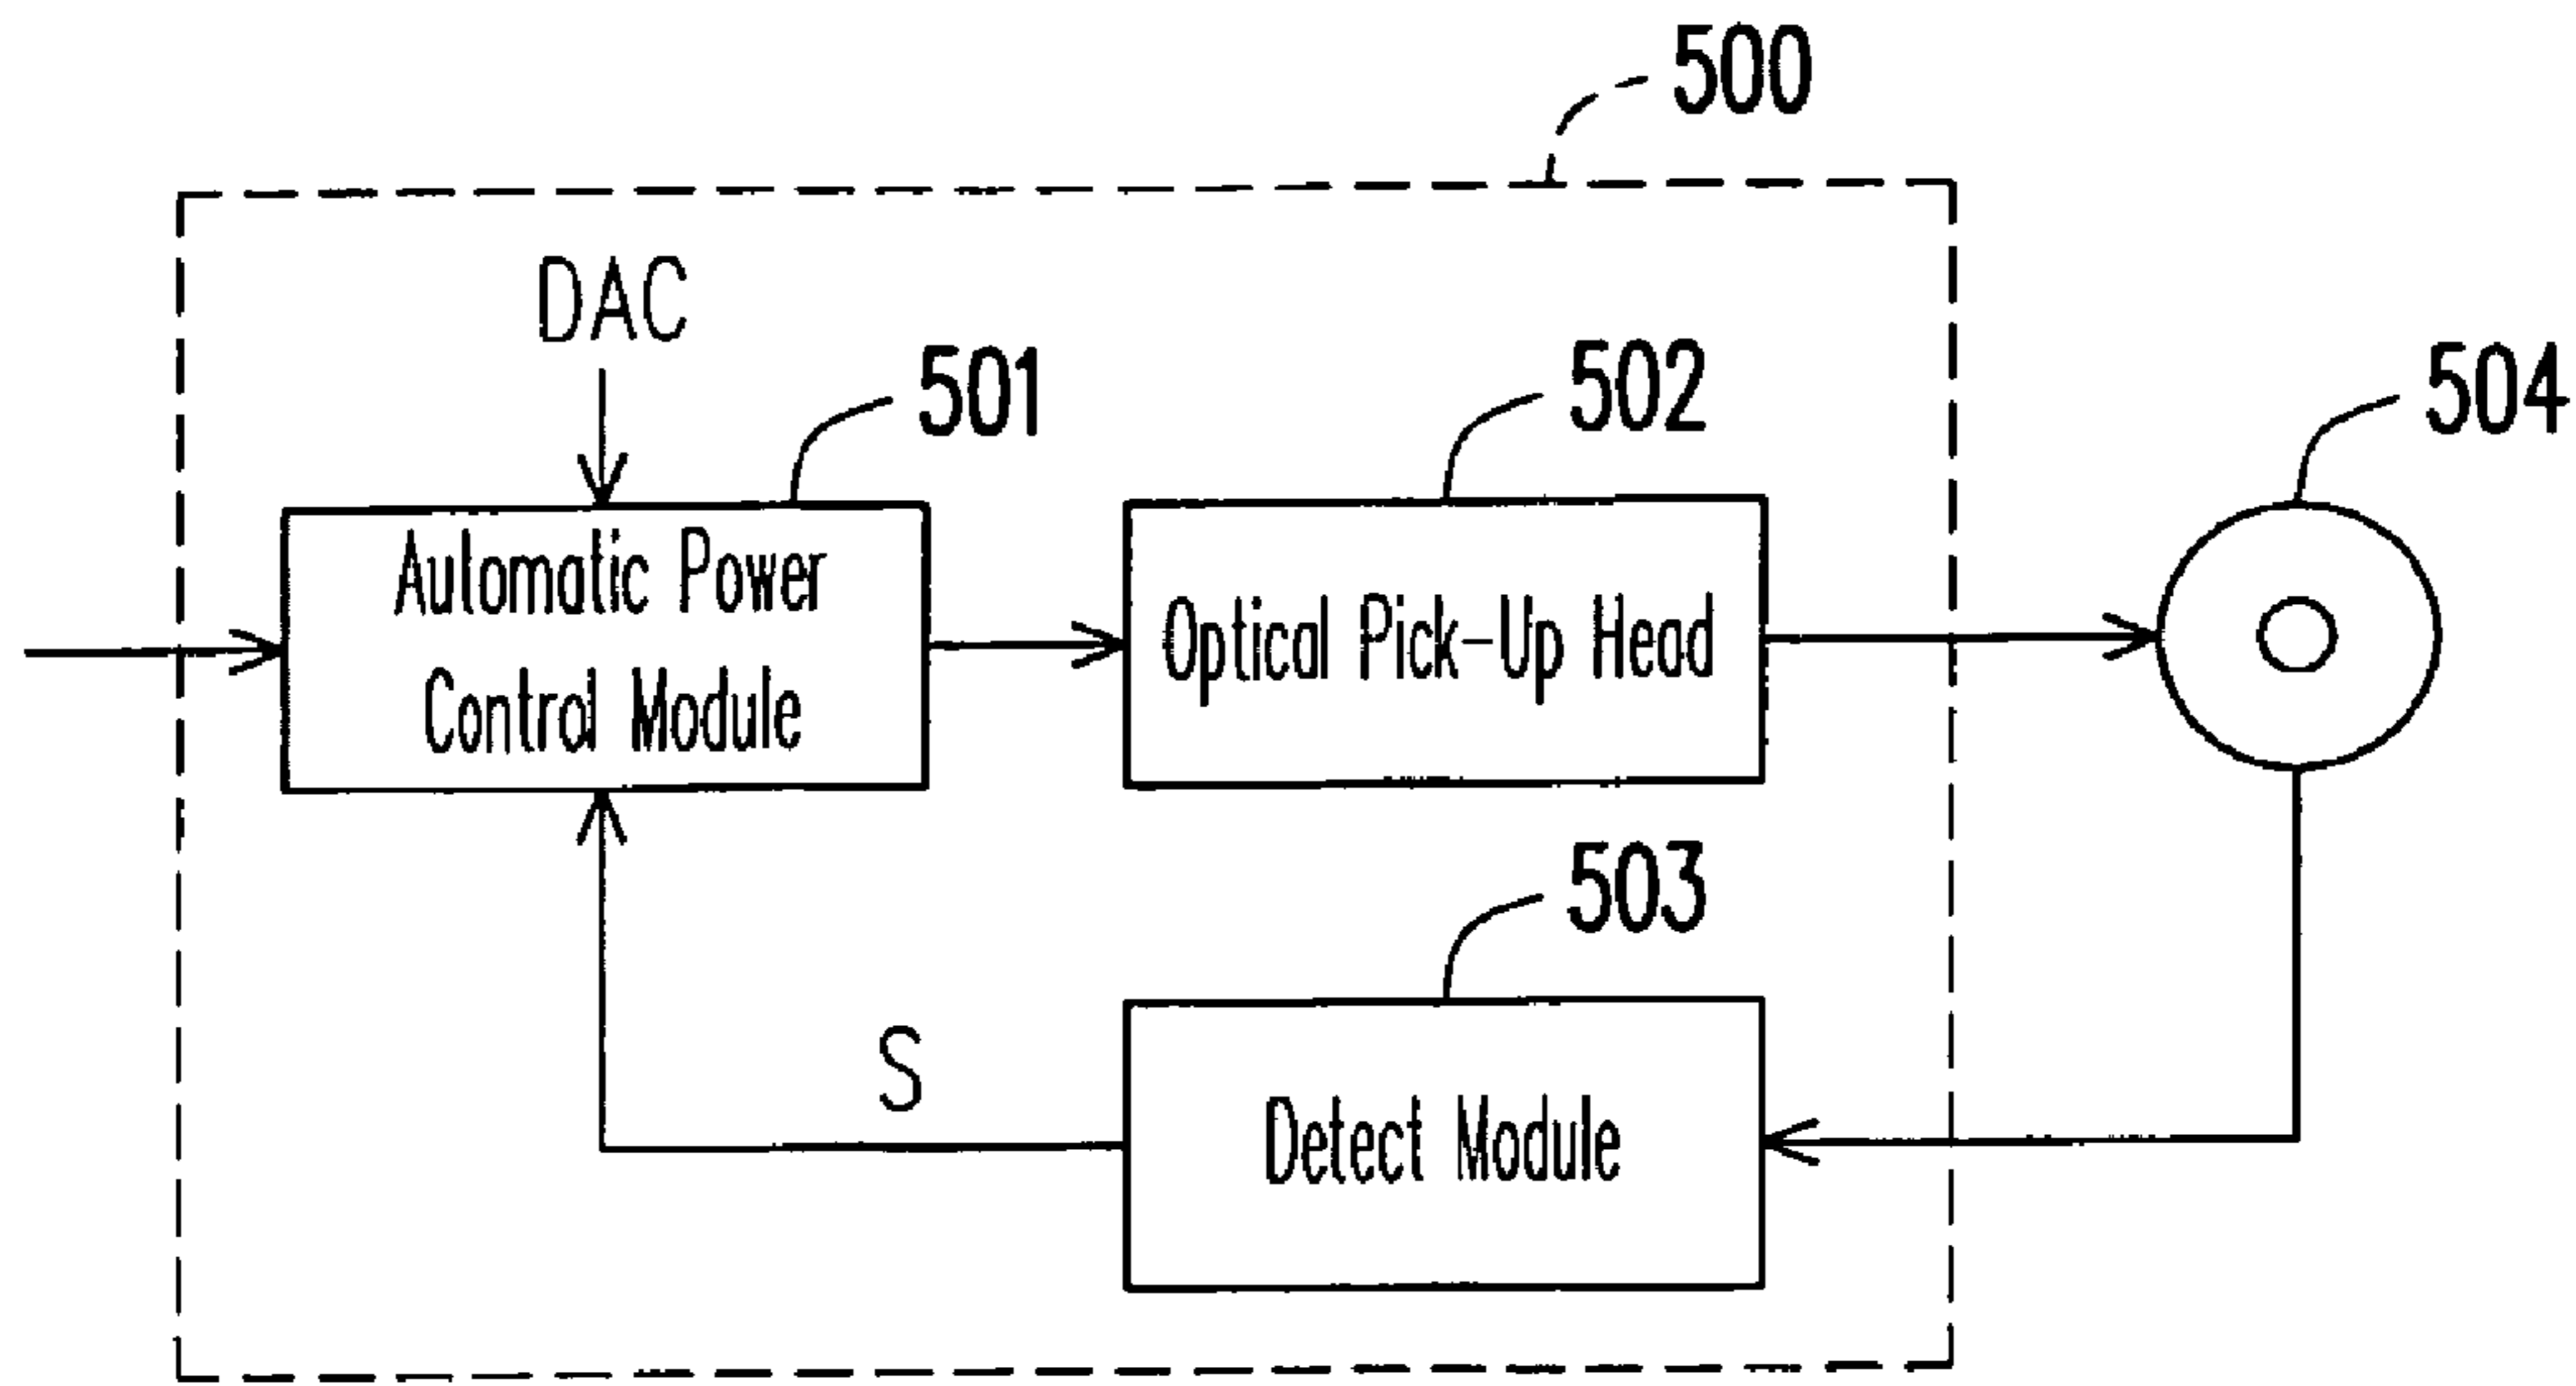 500
DAC
501
502
504
Automatic Power
Control Module
Optical Pick-Up Head
503
S
Detect Module